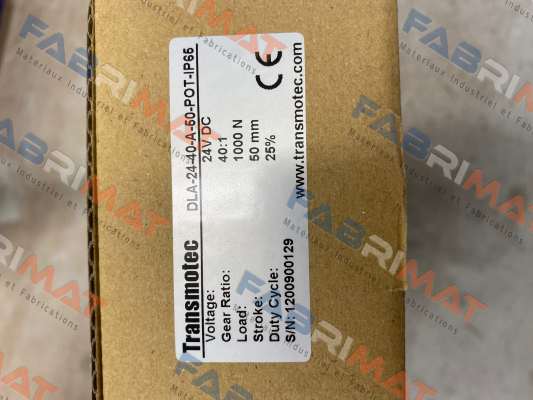 Transmotec DLA-24-40-A-50-POT-IP65
Voltage: 24V DC
Gear Ratio: 40:1
Load: 1000 N
Stroke: 50 mm
Duty Cycle: 25%
S/N: 1200900129 www.transmotec.com
CE
FABRIMAT
Materiaux Industriel et Fabrications